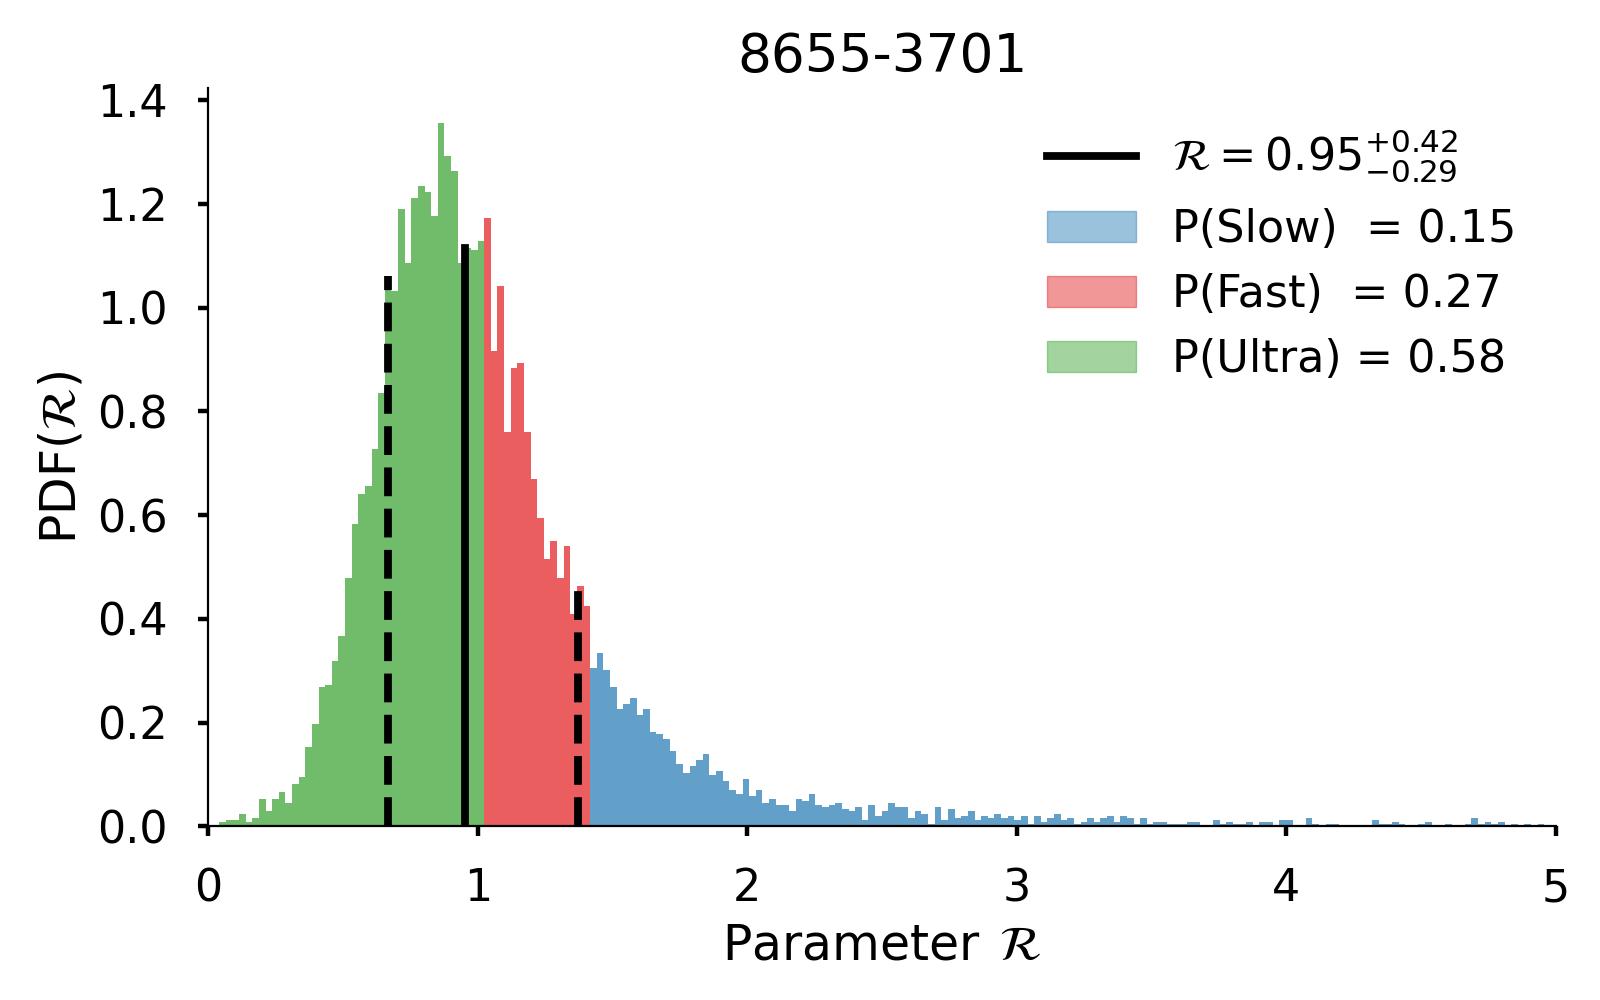 8655-3701
1.4
1.2
1.0
0.8
0.6
0.4
0.2
0.0
PDF(ℛ)
ℛ = 0.95 +0.42 −0.29
P(Slow) = 0.15
P(Fast) = 0.27
P(Ultra) = 0.58
0 1 2 3 4 5
Parameter ℛ